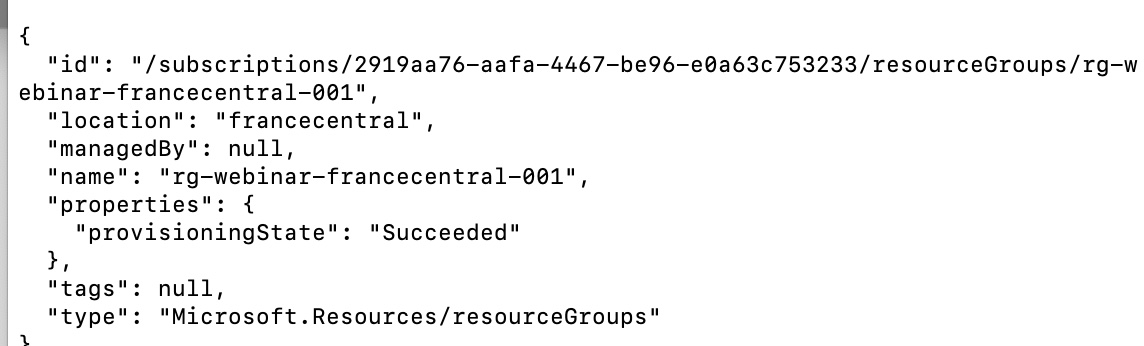 {
  "id": "/subscriptions/2919aa76-aafa-4467-be96-e0a63c753233/resourceGroups/rg-w
ebinar-francecentral-001",
  "location": "francecentral",
  "managedBy": null,
  "name": "rg-webinar-francecentral-001",
  "properties": {
    "provisioningState": "Succeeded"
  },
  "tags": null,
  "type": "Microsoft.Resources/resourceGroups"
}